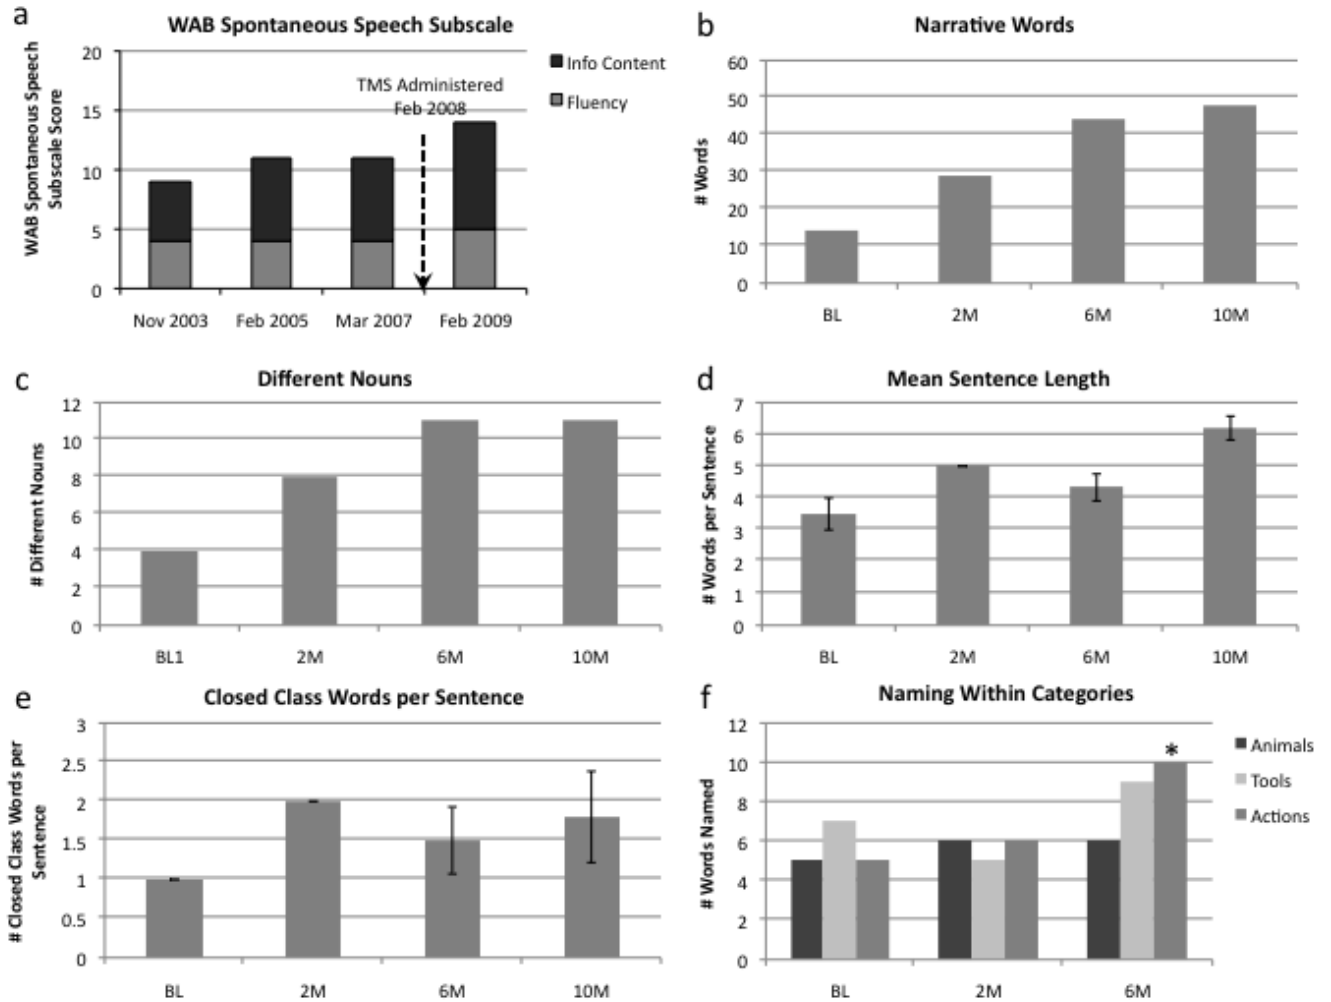 a
WAB Spontaneous Speech Subscale
WAB Spontaneous Speech
Subscale Score
20
15
10
5
0
TMS Administered
Feb 2008
Info Content
Fluency
Nov 2003 Feb 2005 Mar 2007 Feb 2009
b
Narrative Words
# Words
60
50
40
30
20
10
0
BL 2M 6M 10M
c
Different Nouns
# Different Nouns
12
10
8
6
4
2
0
BL1 2M 6M 10M
d
Mean Sentence Length
# Words per Sentence
7
6
5
4
3
2
1
0
BL 2M 6M 10M
e
Closed Class Words per Sentence
# Closed Class Words per
Sentence
3
2.5
2
1.5
1
0.5
0
BL 2M 6M 10M
f
Naming Within Categories
# Words Named
12
10
8
6
4
2
0
*
Animals
Tools
Actions
BL 2M 6M